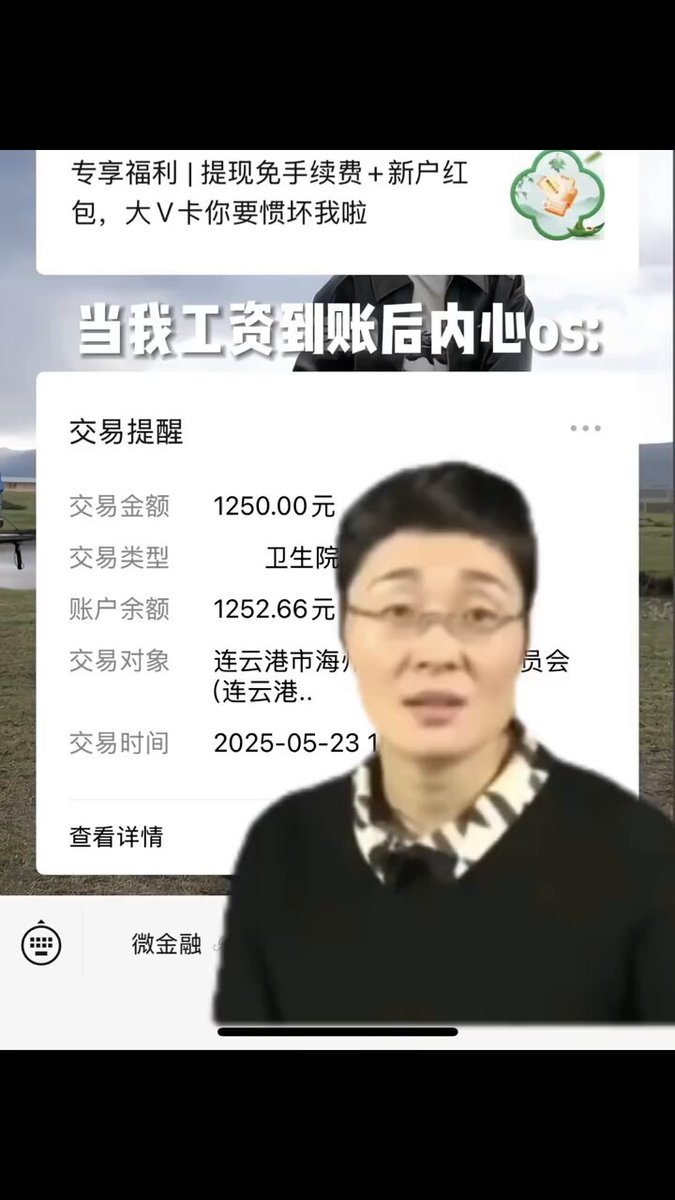 专享福利 | 提现免手续费+新户红
包，大V卡你要惯坏我啦
当我工资到账后内心os:
交易提醒
交易金额 1250.00元
交易类型 卫生院
账户余额 1252.66元
交易对象 连云港市海 员会
(连云港..
交易时间 2025-05-23 1
查看详情
微金融